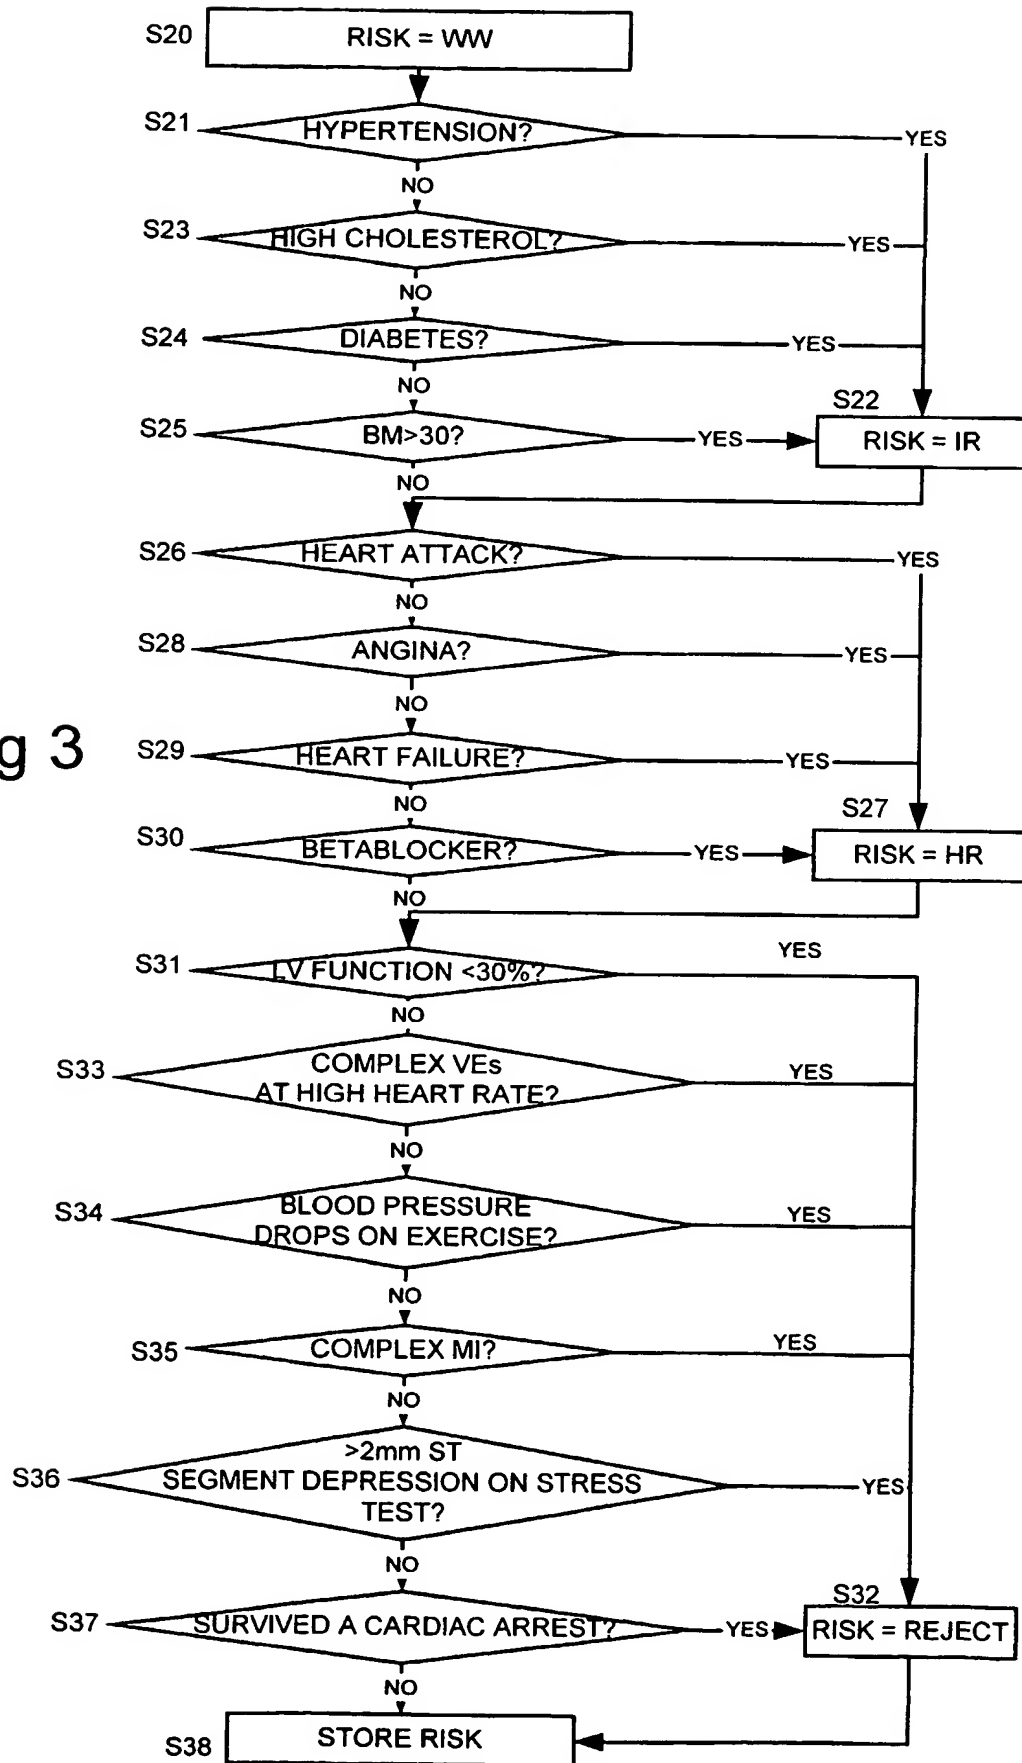 S20
RISK = WW
S21
HYPERTENSION?
YES
NO
S23
HIGH CHOLESTEROL?
YES
NO
S24
DIABETES?
YES
NO
S22
S25
BM>30?
YES
RISK = IR
NO
S26
HEART ATTACK?
YES
NO
S28
ANGINA?
YES
NO
g 3
S29
HEART FAILURE?
YES
NO
S27
S30
BETABLOCKER?
YES
RISK = HR
NO
S31
LV FUNCTION <30%?
YES
NO
S33
COMPLEX VEs
AT HIGH HEART RATE?
YES
NO
S34
BLOOD PRESSURE
DROPS ON EXERCISE?
YES
NO
S35
COMPLEX MI?
YES
NO
S36
>2mm ST
SEGMENT DEPRESSION ON STRESS
TEST?
YES
NO
S32
S37
SURVIVED A CARDIAC ARREST?
YES
RISK = REJECT
NO
S38
STORE RISK